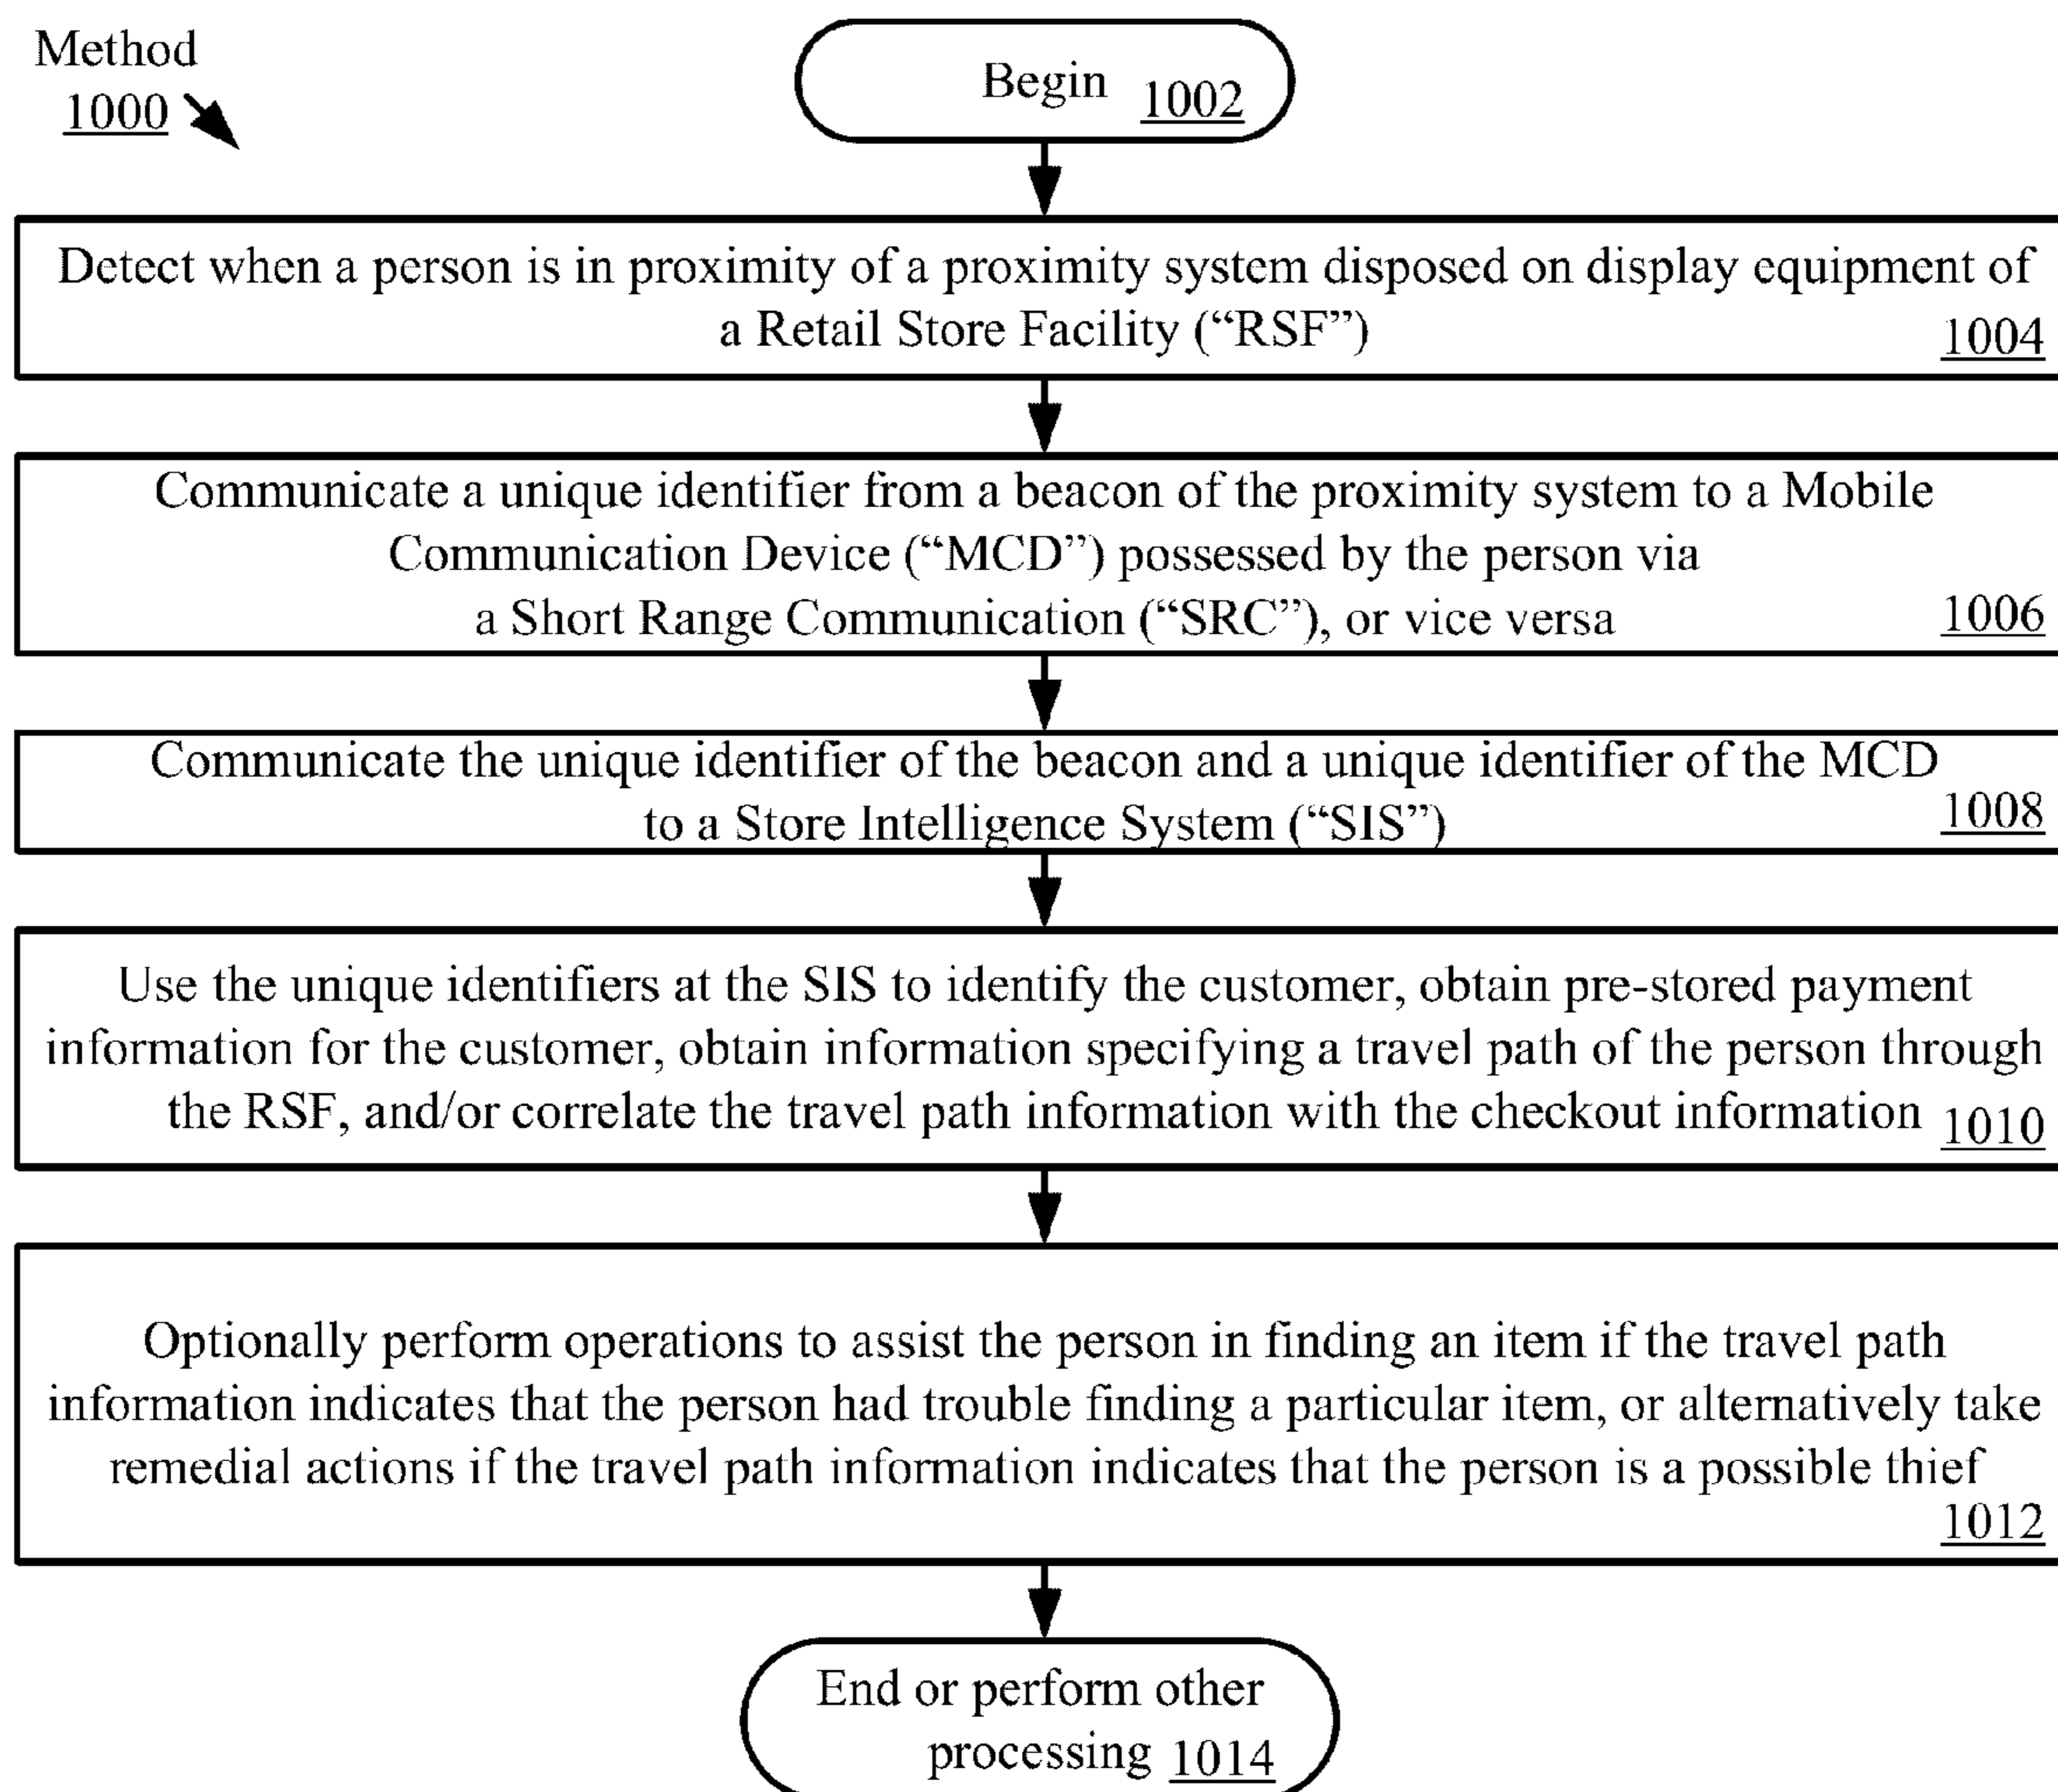 Method
1000
Begin 1002
Detect when a person is in proximity of a proximity system disposed on display equipment of
a Retail Store Facility (“RSF”)
1004
Communicate a unique identifier from a beacon of the proximity system to a Mobile
Communication Device (“MCD”) possessed by the person via
a Short Range Communication (“SRC”), or vice versa
1006
Communicate the unique identifier of the beacon and a unique identifier of the MCD
to a Store Intelligence System (“SIS”)
1008
Use the unique identifiers at the SIS to identify the customer, obtain pre-stored payment
information for the customer, obtain information specifying a travel path of the person through
the RSF, and/or correlate the travel path information with the checkout information
1010
Optionally perform operations to assist the person in finding an item if the travel path
information indicates that the person had trouble finding a particular item, or alternatively take
remedial actions if the travel path information indicates that the person is a possible thief
1012
End or perform other
processing 1014